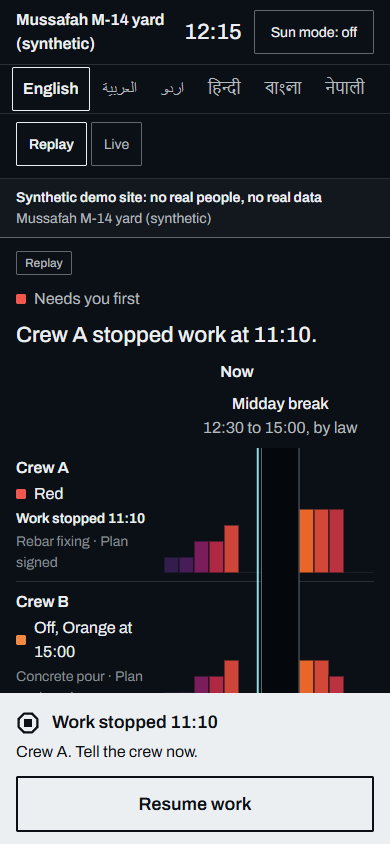 Mussafah M-14 yard
(synthetic)
12:15
Sun mode: off
English
العربية
اردو
हिन्दी
বাংলা
नेपाली
Replay
Live
Synthetic demo site: no real people, no real data
Mussafah M-14 yard (synthetic)
Replay
Needs you first
Crew A stopped work at 11:10.
Now
Midday break
12:30 to 15:00, by law
Crew A
Red
Work stopped 11:10
Rebar fixing · Plan
signed
Crew B
Off, Orange at
15:00
Concrete pour · Plan
Work stopped 11:10
Crew A. Tell the crew now.
Resume work